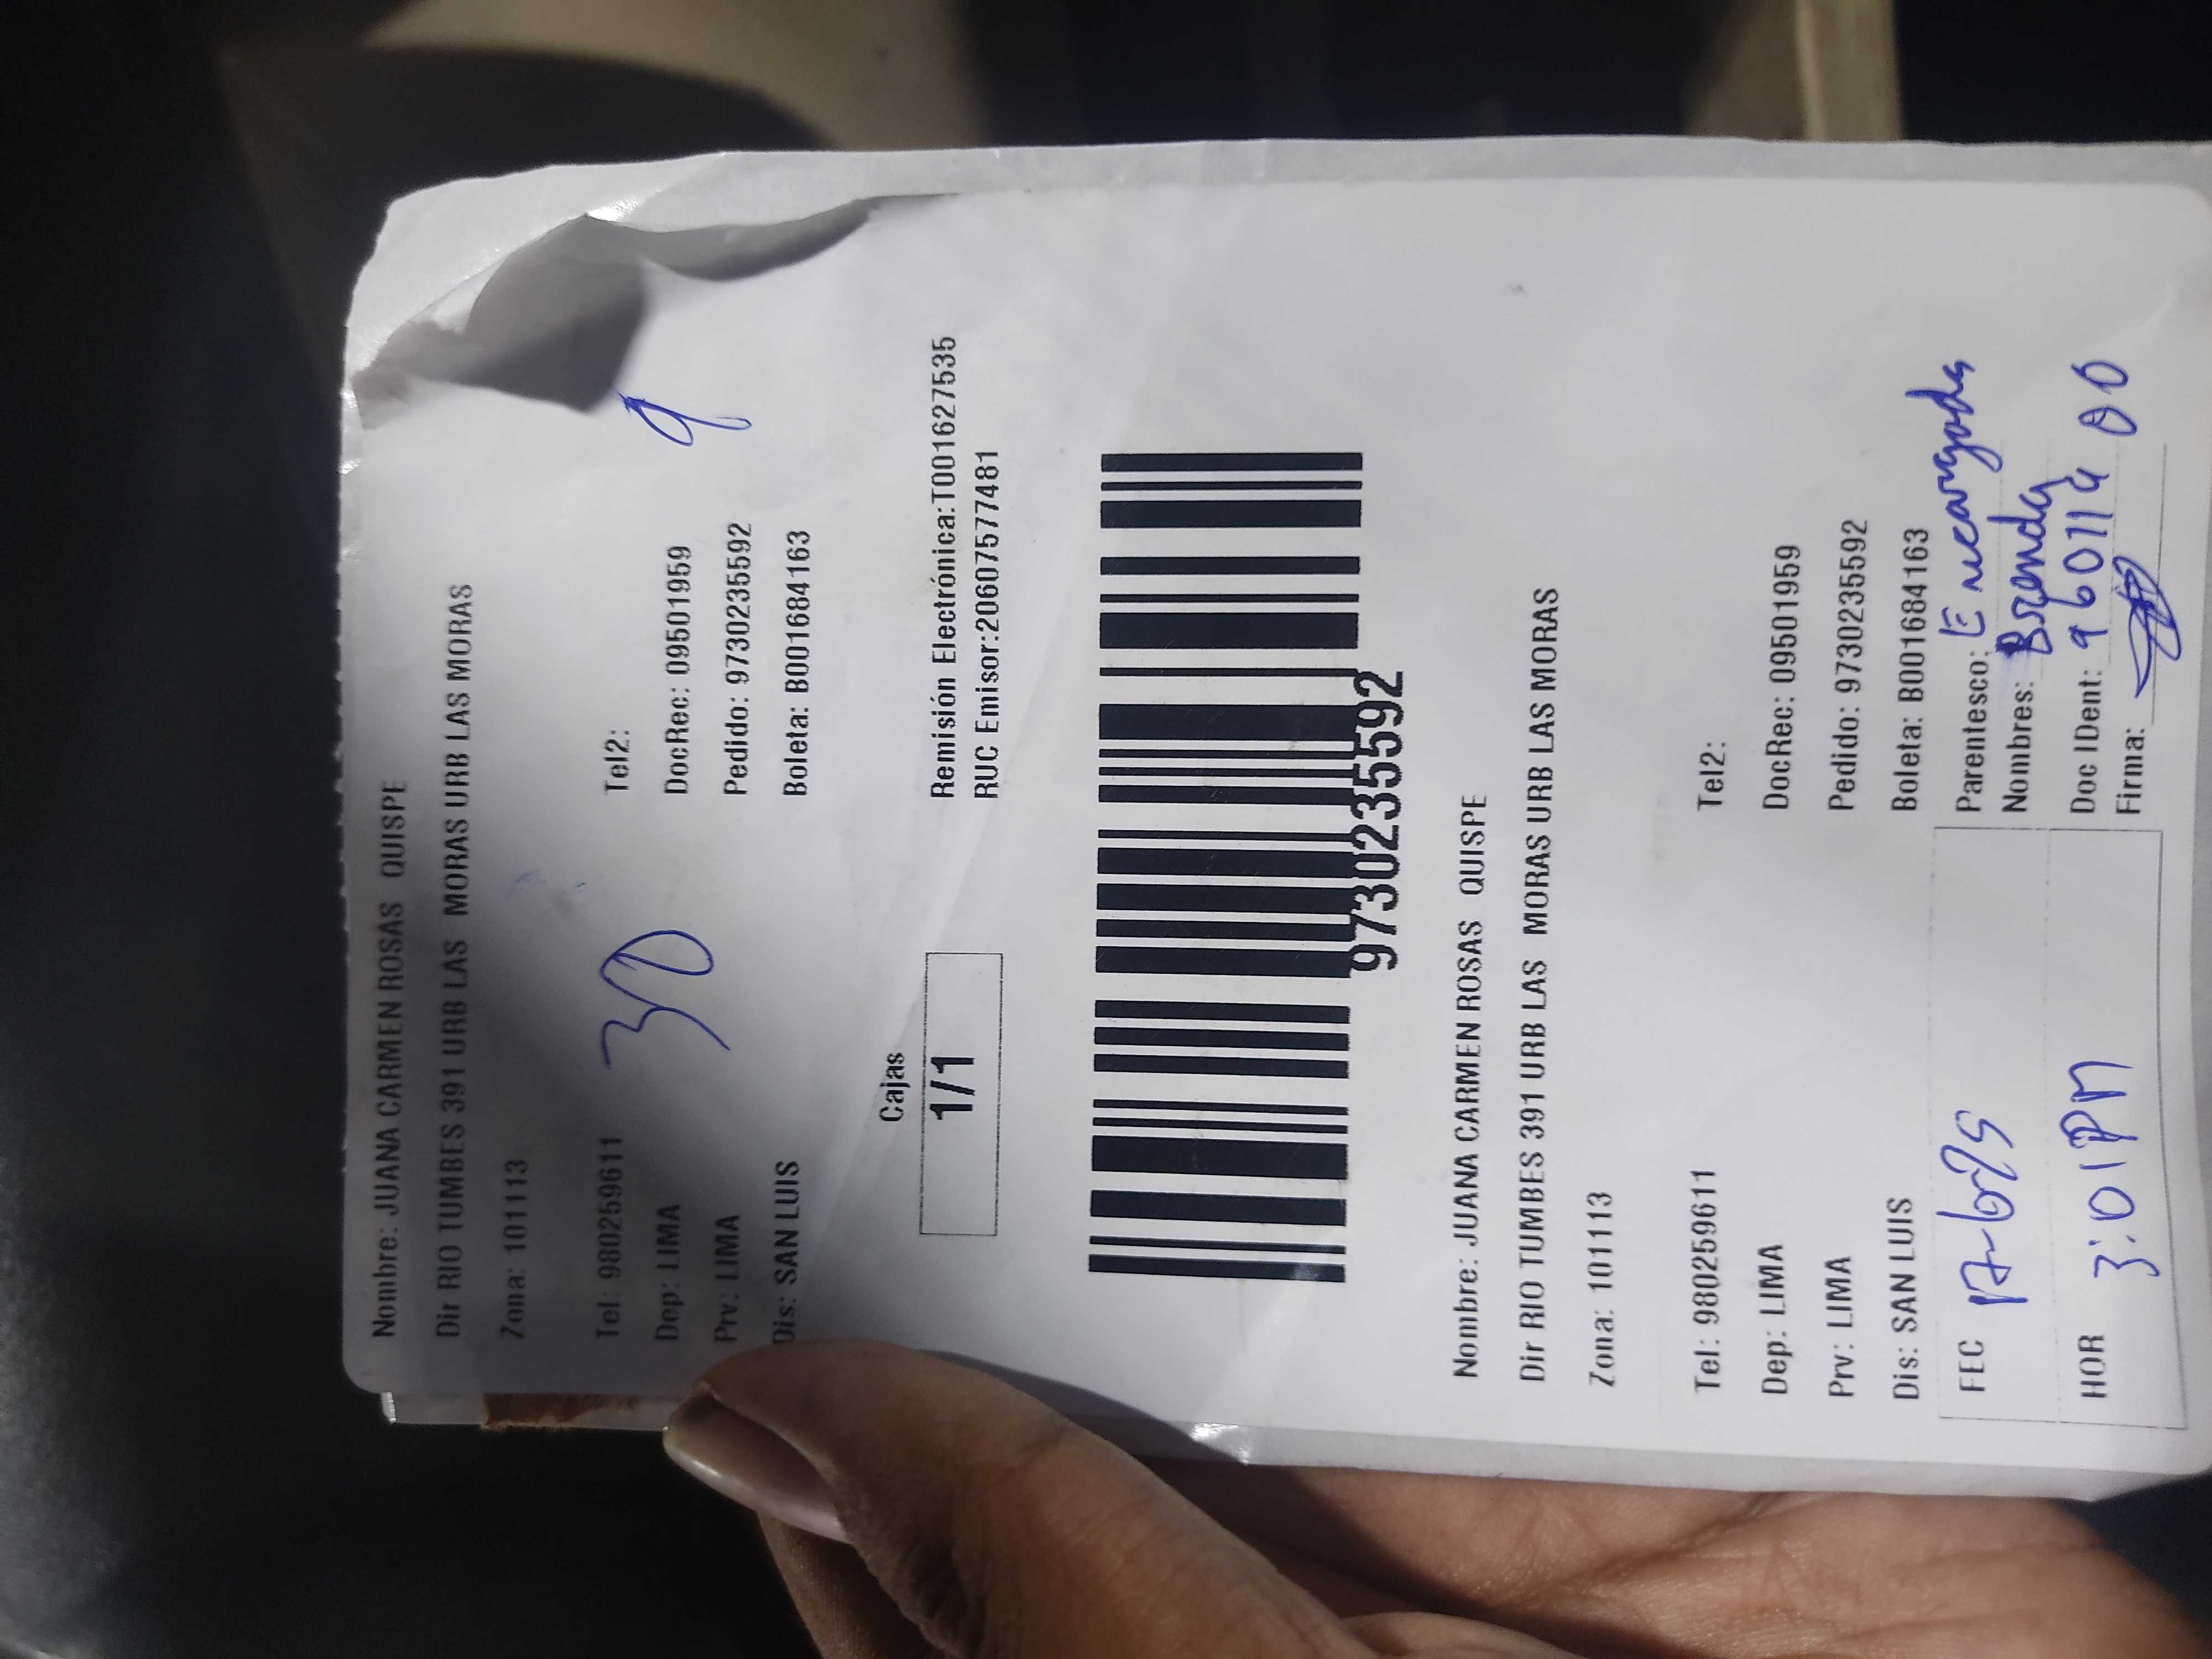 Nombre: JUANA CARMEN ROSAS QUISPE
Dir RIO TUMBES 391 URB LAS MORAS URB LAS MORAS
Zona: 101113
Tel: 980259611 30 Tel2:
Dep: LIMA DocRec: 09501959 9
Prv: LIMA Pedido: 9730235592
Dis: SAN LUIS Boleta: B001684163
Cajas
1/1
Remisión Electrónica:T001627535
RUC Emisor:20607577481
9730235592
Nombre: JUANA CARMEN ROSAS QUISPE
Dir RIO TUMBES 391 URB LAS MORAS URB LAS MORAS
Zona: 101113
Tel: 980259611 Tel2:
Dep: LIMA DocRec: 09501959
Prv: LIMA Pedido: 9730235592
Dis: SAN LUIS Boleta: B001684163
FEC
Parentesco: Encargada
Nombres: Brenda
HOR 3:01PM
Doc IDent: 960114 00
Firma: